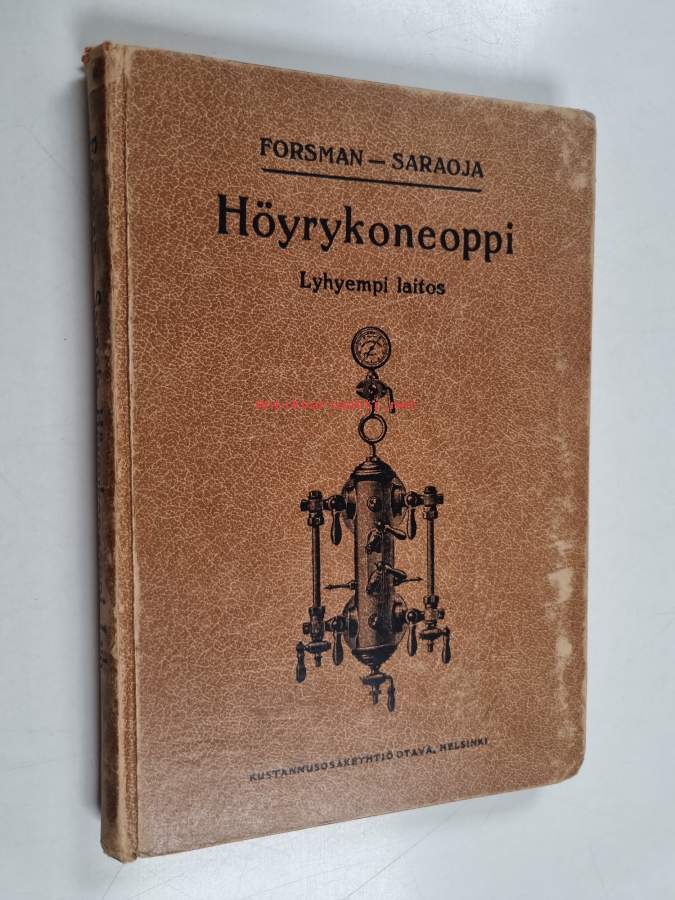 FORSMAN — SARAOJA
Höyrykoneoppi
Lyhyempi laitos
KUSTANNUSOSAKEYHTIÖ OTAVA, HELSINKI